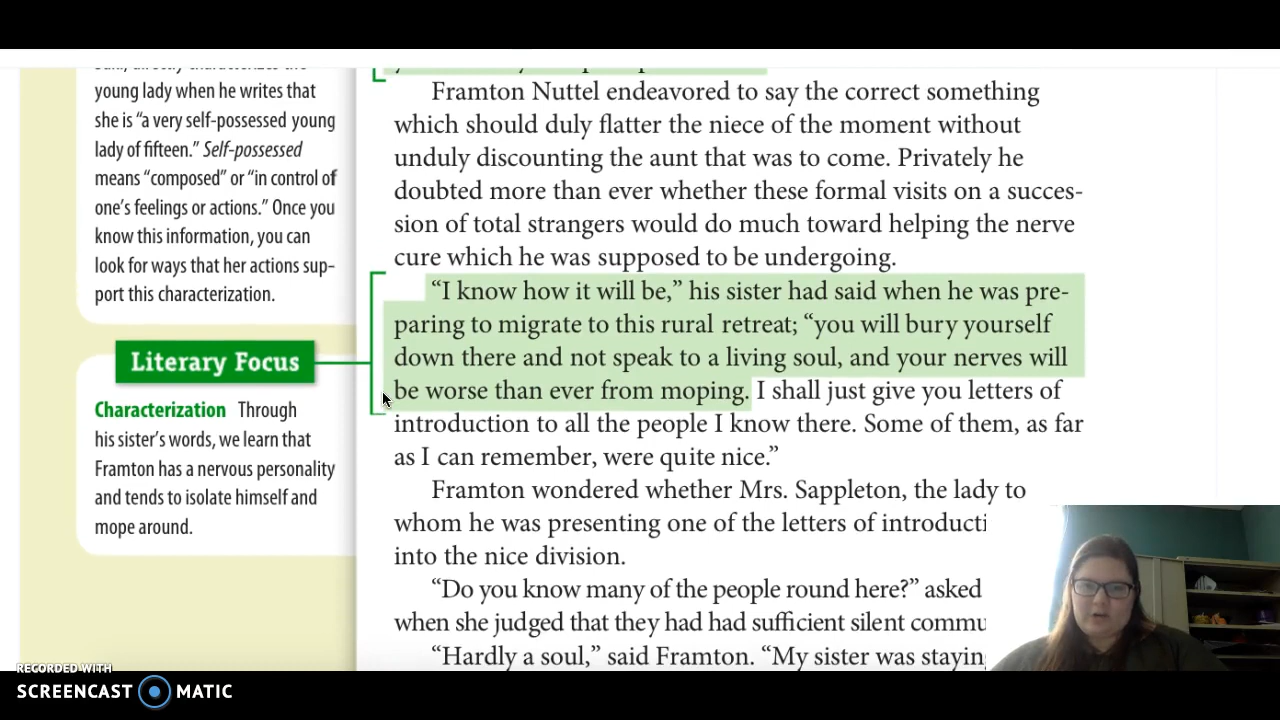 young lady when he writes that
she is “a very self-possessed young
lady of fifteen.” Self-possessed
means “composed” or “in control of
one’s feelings or actions.” Once you
know this information, you can
look for ways that her actions sup-
port this characterization.
Literary Focus
Characterization Through
his sister’s words, we learn that
Framton has a nervous personality
and tends to isolate himself and
mope around.
Framton Nuttel endeavored to say the correct something
which should duly flatter the niece of the moment without
unduly discounting the aunt that was to come. Privately he
doubted more than ever whether these formal visits on a succes-
sion of total strangers would do much toward helping the nerve
cure which he was supposed to be undergoing.
“I know how it will be,” his sister had said when he was pre-
paring to migrate to this rural retreat; “you will bury yourself
down there and not speak to a living soul, and your nerves will
be worse than ever from moping. I shall just give you letters of
introduction to all the people I know there. Some of them, as far
as I can remember, were quite nice.”
Framton wondered whether Mrs. Sappleton, the lady to
whom he was presenting one of the letters of introducti
into the nice division.
“Do you know many of the people round here?” asked
when she judged that they had had sufficient silent commu
“Hardly a soul,” said Framton. “My sister was stayin
RECORDED WITH
SCREENCAST MATIC